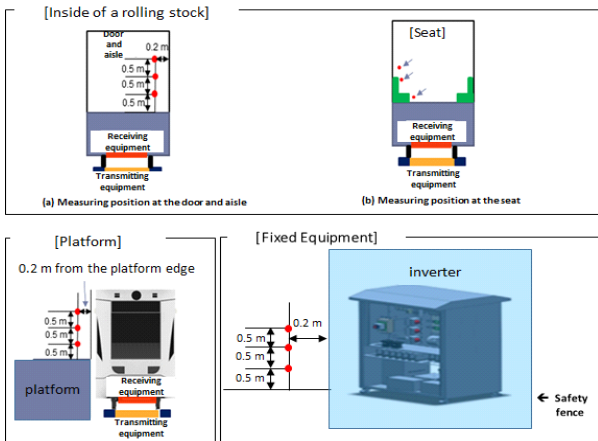 [Inside of a rolling stock]
Door
and
aisle
0.2 m
0.5 m
0.5 m
0.5 m
Receiving
equipment
Transmitting
equipment
(a) Measuring position at the door and aisle
[Seat]
Receiving
equipment
Transmitting
equipment
(b) Measuring position at the seat
[Platform]
0.2 m from the platform edge
0.5 m
0.5 m
0.5 m
platform
Receiving
equipment
Transmitting
equipment
[Fixed Equipment]
inverter
0.2 m
0.5 m
0.5 m
0.5 m
Safety
fence